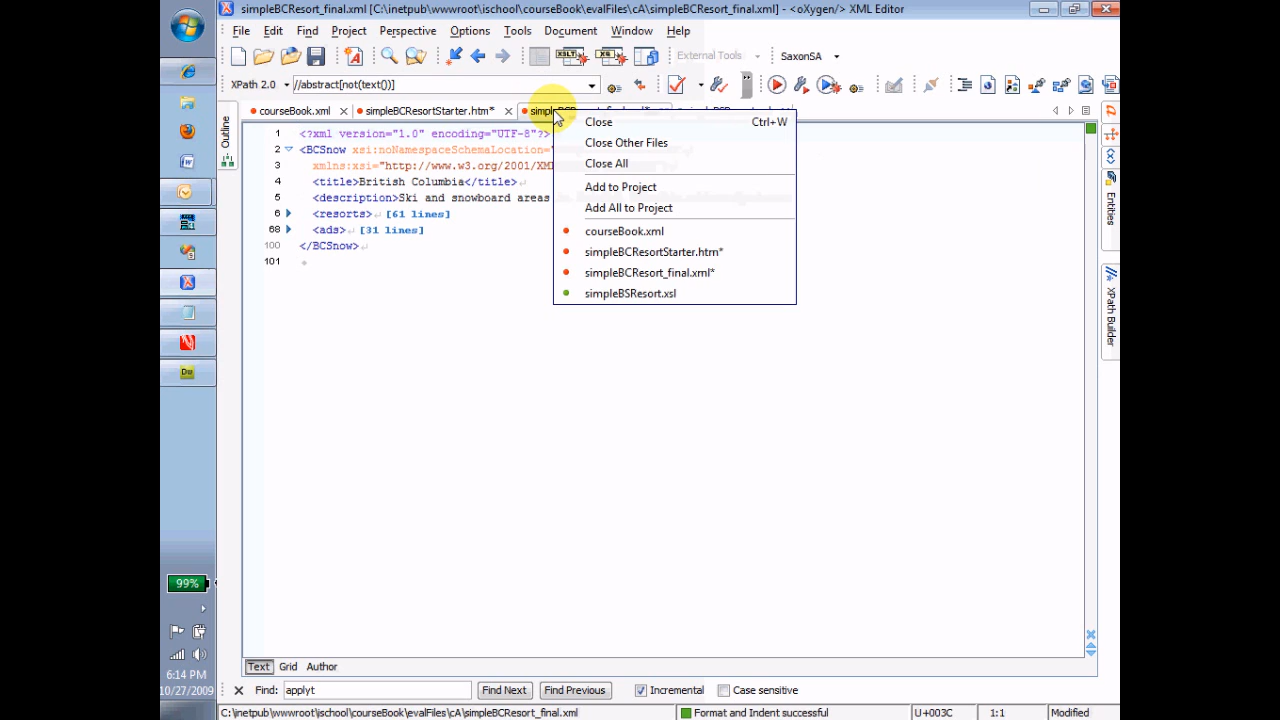 simpleBCResort_final.xml [C:\inetpub\wwwroot\ischool\courseBook\evalFiles\cA\simpleBCResort_final.xml] - <oXygen/> XML Editor
File Edit Find Project Perspective Options Tools Document Window Help
External Tools SaxonSA
XPath 2.0 //abstract[not(text())]
courseBook.xml simpleBCResortStarter.htm*
Outline
1 <?xml version="1.0" encoding="UTF-8"?>
2 <BCSnow xsi:noNamespaceSchemaLocation=
3 xmlns:xsi="http://www.w3.org/2001/XM
4 <title>British Columbia</title>
5 <description>Ski and snowboard areas
6 <resorts> [61 lines]
68 <ads> [31 lines]
100 </BCSnow>
101
Close Ctrl+W
Close Other Files
Close All
Add to Project
Add All to Project
courseBook.xml
simpleBCResortStarter.htm*
simpleBCResort_final.xml*
simpleBSResort.xsl
Entities
XPath Builder
99%
6:14 PM
10/27/2009
Text Grid Author
Find: applyt Find Next Find Previous Incremental Case sensitive
C:\inetpub\wwwroot\ischool\courseBook\evalFiles\cA\simpleBCResort_final.xml Format and Indent successful U+003C 1:1 Modified